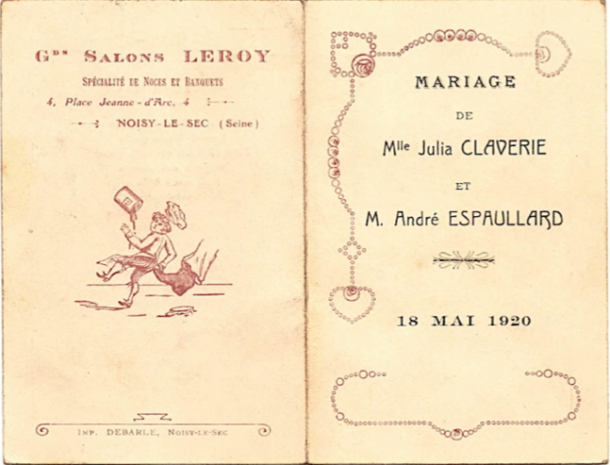 Gds SALONS LEROY
SPÉCIALITÉ DE NOCES ET BANQUETS
4, Place Jeanne-d'Arc, 4
NOISY-LE-SEC (Seine)
IMP. DEBARLE, NOISY-LE-SEC
MARIAGE
DE
Mlle Julia CLAVERIE
ET
M. André ESPAULLARD
18 MAI 1920